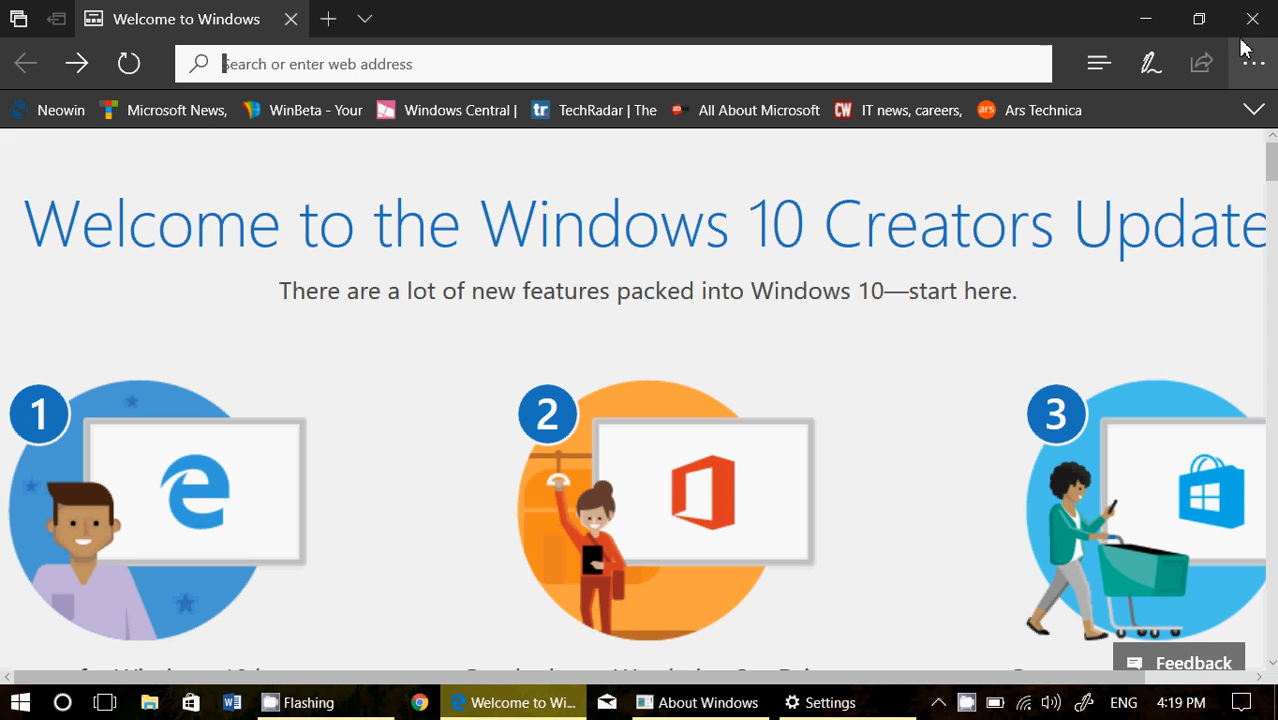 Welcome to Windows
Search or enter web address
Neowin Microsoft News, WinBeta - Your Windows Central | TechRadar | The All About Microsoft CW IT news, careers, ars Ars Technica
tr
Welcome to the Windows 10 Creators Update
There are a lot of new features packed into Windows 10—start here.
1 2 3
Feedback
Flashing Welcome to Wi... About Windows Settings ENG 4:19 PM